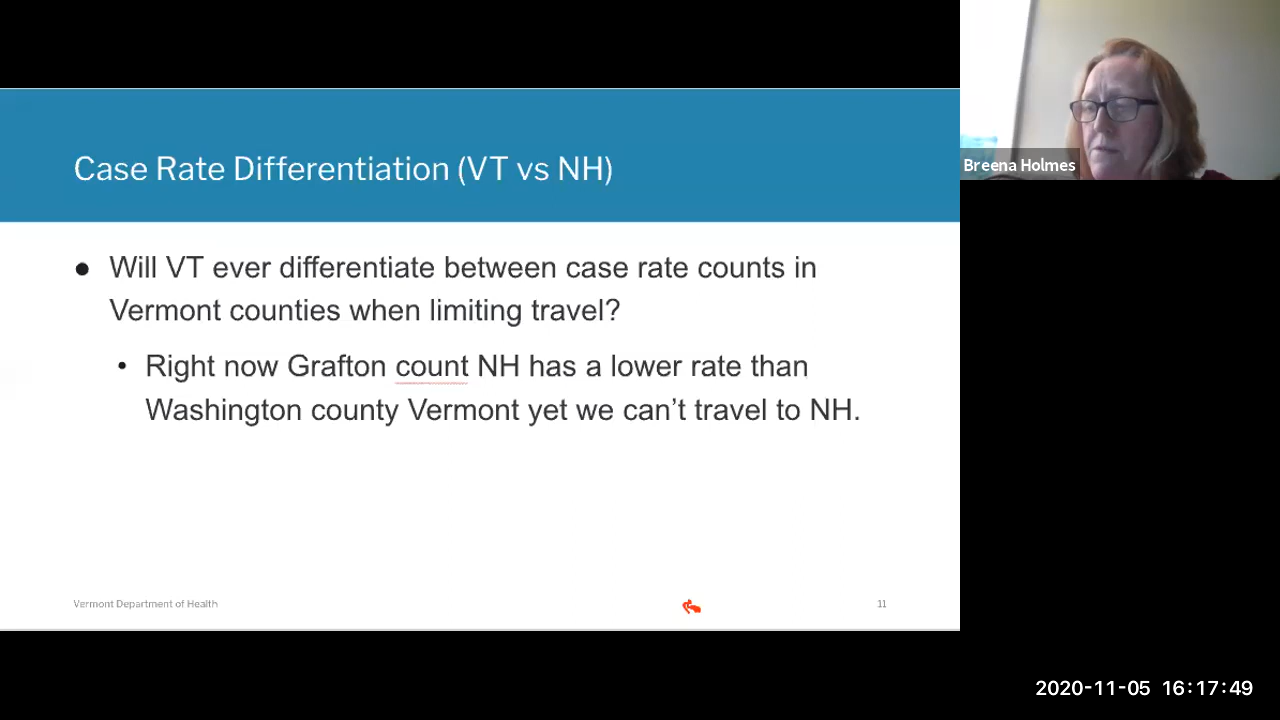 Case Rate Differentiation (VT vs NH)
Breena Holmes
● Will VT ever differentiate between case rate counts in
Vermont counties when limiting travel?
• Right now Grafton count NH has a lower rate than
Washington county Vermont yet we can’t travel to NH.
Vermont Department of Health
11
2020-11-05 16:17:49